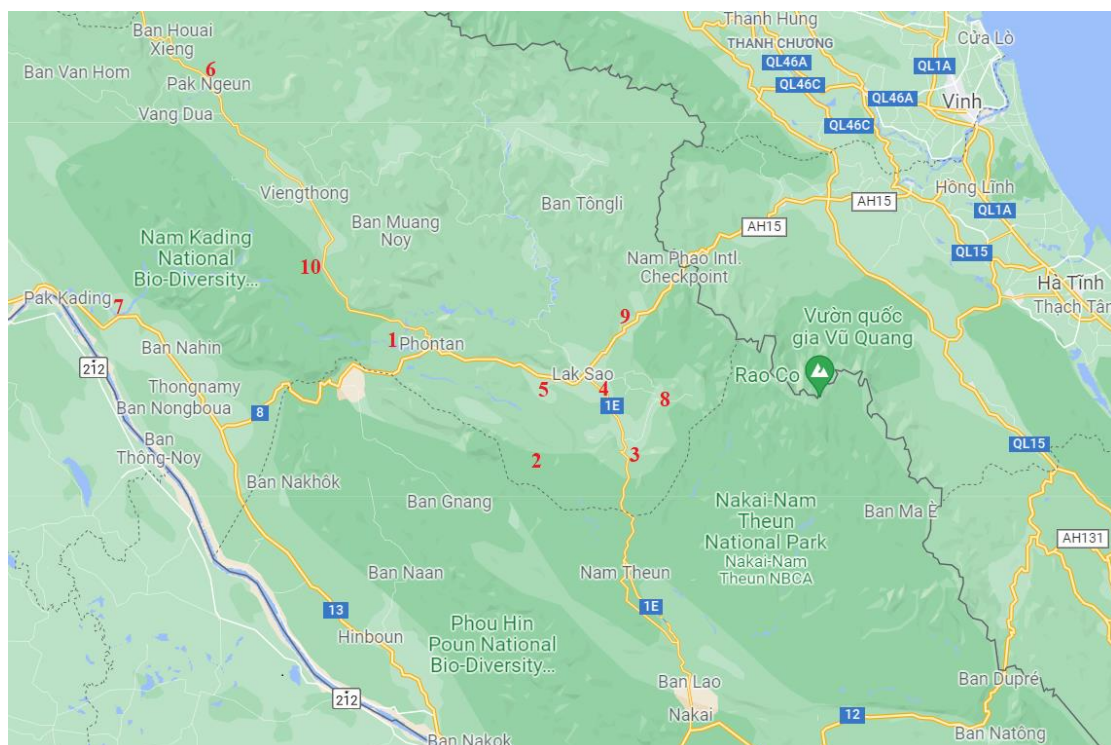 Ban Houai
Xieng
Thanh Hùng
THANH CHƯƠNG
Cửa Lò
QL46A
QL1A
QL46C
Ban Van Hom
6
Pak Ngeun
Vang Dua
QL46A
Vinh
QL46C
Viengthong
Ban Tôngli
Hồng Lĩnh
AH15
QL1A
Ban Muang
Noy
AH15
Nam Kading
National
Bio-Diversity...
10
Nam Phao Intl.
Checkpoint
QL15
Hà Tĩnh
Thạch Tân
Pak Kading
7
9
Vườn quốc
gia Vũ Quang
Ban Nahin
1
Phontan
Lak Sao
Rao Co
Thongnamy
5
4
8
Ban Nongboua
8
1E
Ban
Thông-Noy
2
3
QL15
Ban Nakhôk
Ban Gnang
Nakai-Nam
Theun
National Park
Nakai-Nam
Theun NBCA
Ban Ma È
AH131
Ban Naan
Nam Theun
13
1E
Hinboun
Phou Hin
Poun National
Bio-Diversity...
212
212
Ban Lao
Ban Dupré
Nakai
12
Ban Nakok
Ban Natông